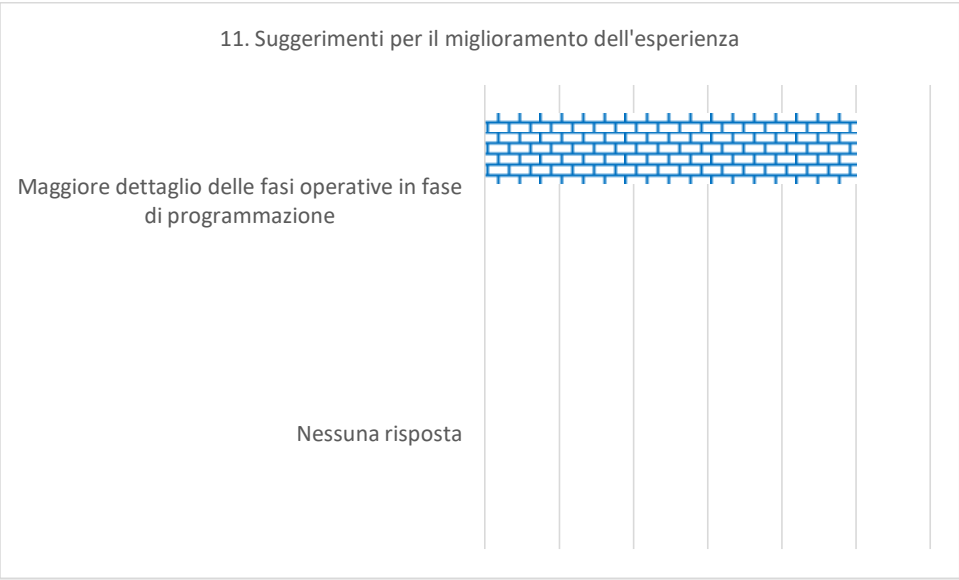 11. Suggerimenti per il miglioramento dell'esperienza
Maggiore dettaglio delle fasi operative in fase
di programmazione
Nessuna risposta